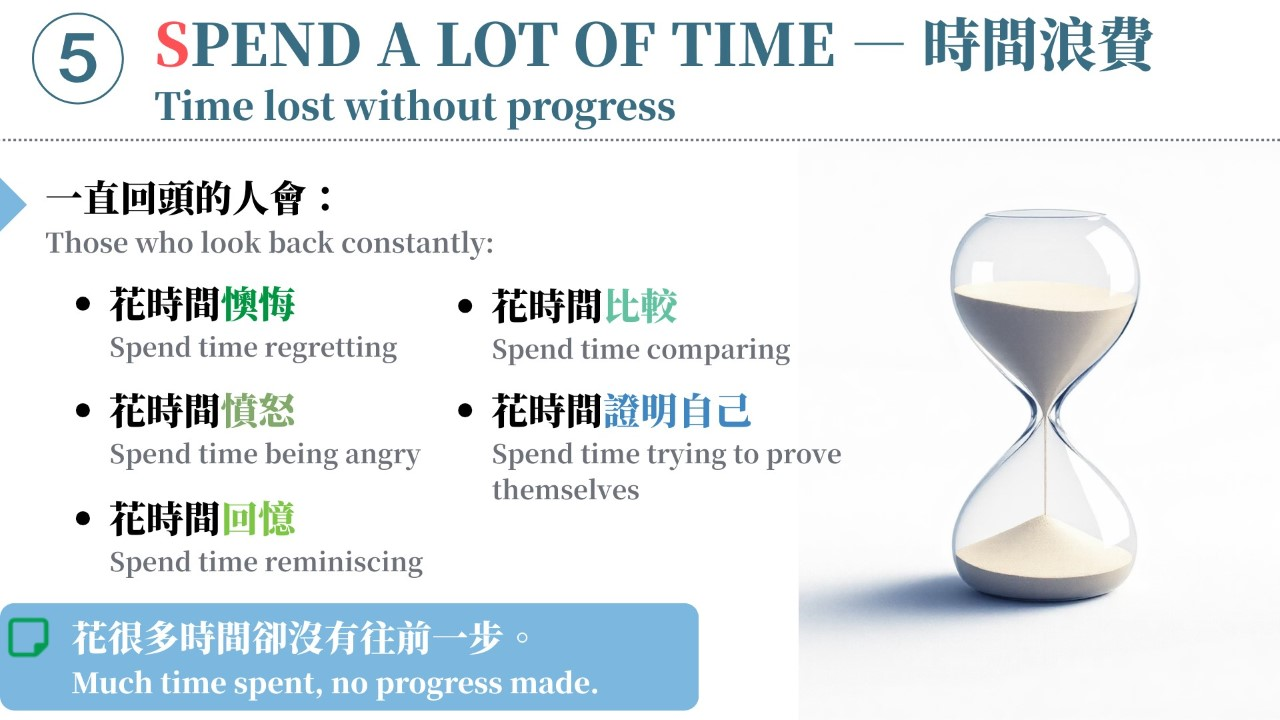 5
SPEND A LOT OF TIME — 時間浪費
Time lost without progress
一直回頭的人會：
Those who look back constantly:
• 花時間懊悔
Spend time regretting
• 花時間憤怒
Spend time being angry
• 花時間回憶
Spend time reminiscing
• 花時間比較
Spend time comparing
• 花時間證明自己
Spend time trying to prove
themselves
花很多時間卻沒有往前一步。
Much time spent, no progress made.